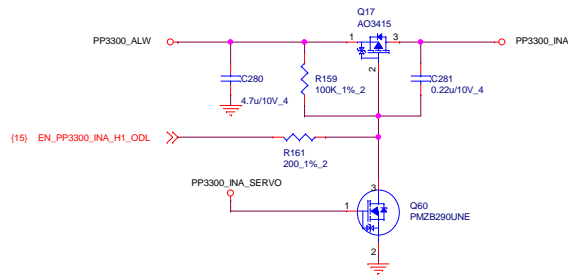 Q17
AO3415
PP3300_ALW
1
3
PP3300_INA
2
C280
4.7u/10V_4
R159
100K_1%_2
C281
0.22u/10V_4
{15} EN_PP3300_INA_H1_ODL
R161
200_1%_2
PP3300_INA_SERVO
3
1
Q60
PMZB290UNE
2